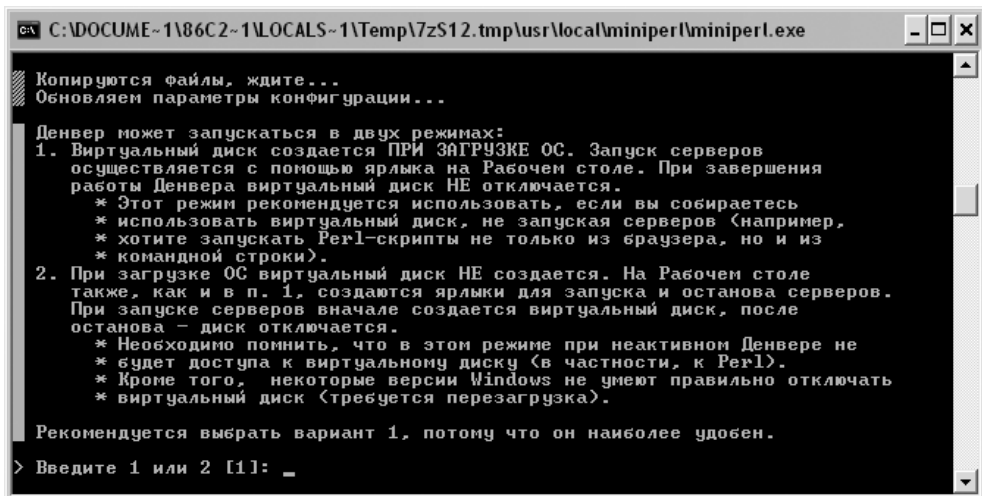 C:\DOCUME~1\86C2~1\LOCALS~1\Temp\7zS12.tmp\usr\local\miniperl\miniperl.exe
Копируются файлы, ждите...
Обновляем параметры конфигурации...
Денвер может запускаться в двух режимах:
1. Виртуальный диск создается ПРИ ЗАГРУЗКЕ ОС. Запуск серверов
осуществляется с помощью ярлыка на Рабочем столе. При завершения
работы Денвера виртуальный диск НЕ отключается.
* Этот режим рекомендуется использовать, если вы собираетесь
* использовать виртуальный диск, не запуская серверов (например,
* хотите запускать Perl-скрипты не только из браузера, но и из
* командной строки).
2. При загрузке ОС виртуальный диск НЕ создается. На Рабочем столе
также, как и в п. 1, создаются ярлыки для запуска и останова серверов.
При запуске серверов вначале создается виртуальный диск, после
останова – диск отключается.
* Необходимо помнить, что в этом режиме при неактивном Денвере не
* будет доступа к виртуальному диску (в частности, к Perl).
* Кроме того,  некоторые версии Windows не умеют правильно отключать
* виртуальный диск (требуется перезагрузка).
Рекомендуется выбрать вариант 1, потому что он наиболее удобен.
> Введите 1 или 2 [1]: _